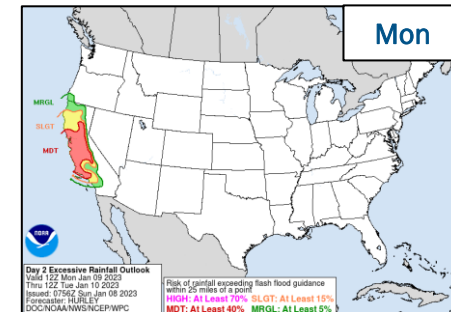 Mon
MRGL
SLGT
MDT
NOAA
Day 2 Excessive Rainfall Outlook
Valid 12Z Mon Jan 09 2023
Thru 12Z Tue Jan 10 2023
Issued: 0756Z Sun Jan 08 2023
Forecaster: HURLEY
DOC/NOAA/NWS/NCEP/WPC
Risk of rainfall exceeding flash flood guidance
within 25 miles of a point
HIGH: At Least 70% SLGT: At Least 15%
MDT: At Least 40% MRGL: At Least 5%